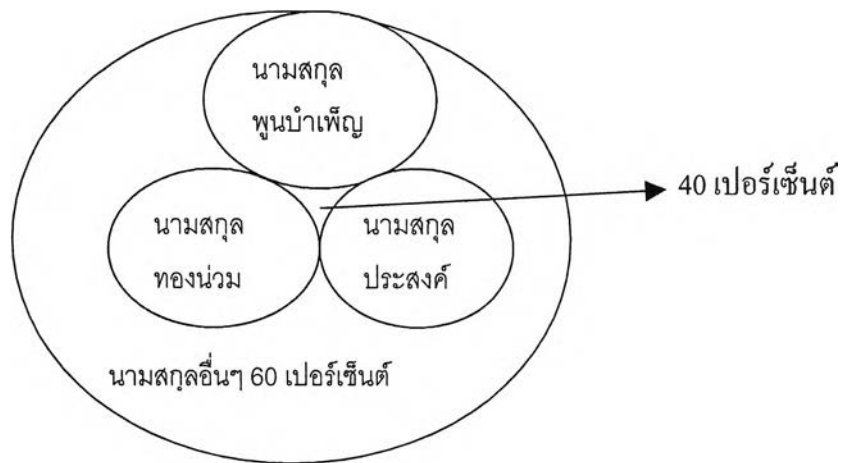 นามสกุล
พูนบำเพ็ญ
40 เปอร์เซ็นต์
นามสกุล
ทองน่วม
นามสกุล
ประสงค์
นามสกุลอื่นๆ 60 เปอร์เซ็นต์